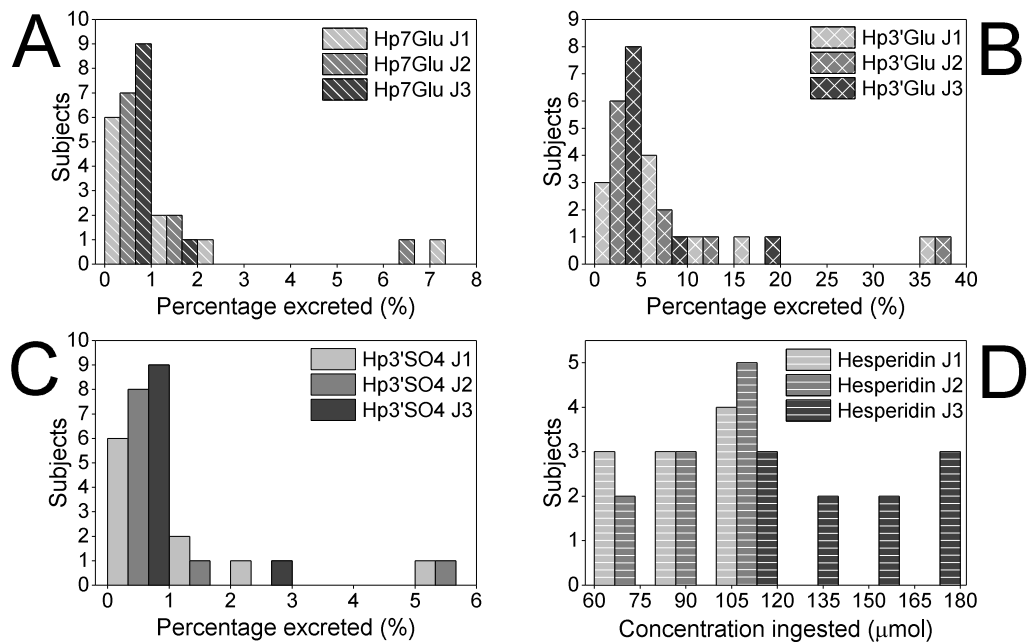 A
Subjects
10
9
8
7
6
5
4
3
2
1
0
Hp7Glu J1
Hp7Glu J2
Hp7Glu J3
0 1 2 3 4 5 6 7 8
Percentage excreted (%)
B
Subjects
9
8
7
6
5
4
3
2
1
0
Hp3'Glu J1
Hp3'Glu J2
Hp3'Glu J3
0 5 10 15 20 25 30 35 40
Percentage excreted (%)
C
Subjects
10
9
8
7
6
5
4
3
2
1
0
Hp3'SO4 J1
Hp3'SO4 J2
Hp3'SO4 J3
0 1 2 3 4 5 6
Percentage excreted (%)
D
Subjects
5
4
3
2
1
0
Hesperidin J1
Hesperidin J2
Hesperidin J3
60 75 90 105 120 135 150 165 180
Concentration ingested (μmol)